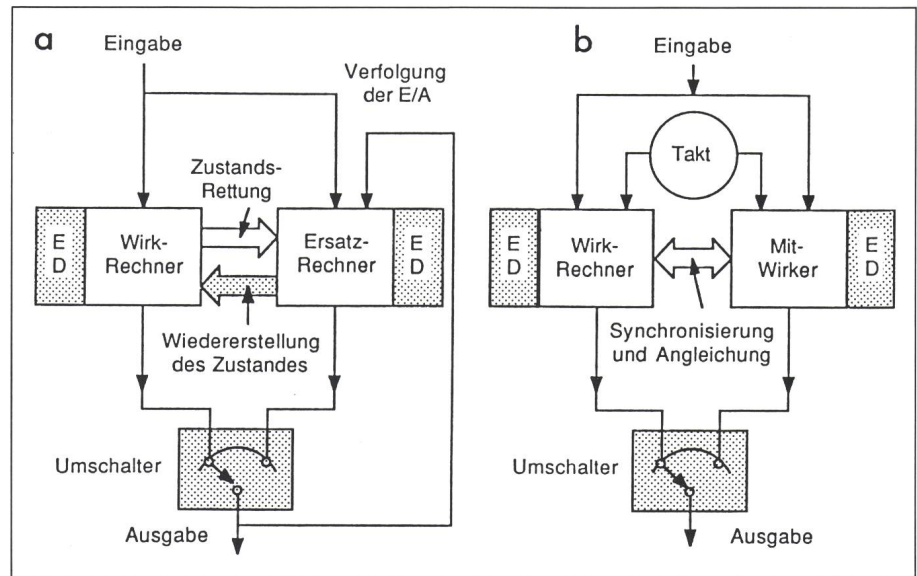 a
Eingabe
Verfolgung
der E/A
Zustands-
Rettung
E
D
Wirk-
Rechner
Ersatz-
Rechner
E
D
Wiedererstellung
des Zustandes
Umschalter
Ausgabe
b
Eingabe
Takt
E
D
Wirk-
Rechner
Mit-
Wirker
E
D
Synchronisierung
und Angleichung
Umschalter
Ausgabe